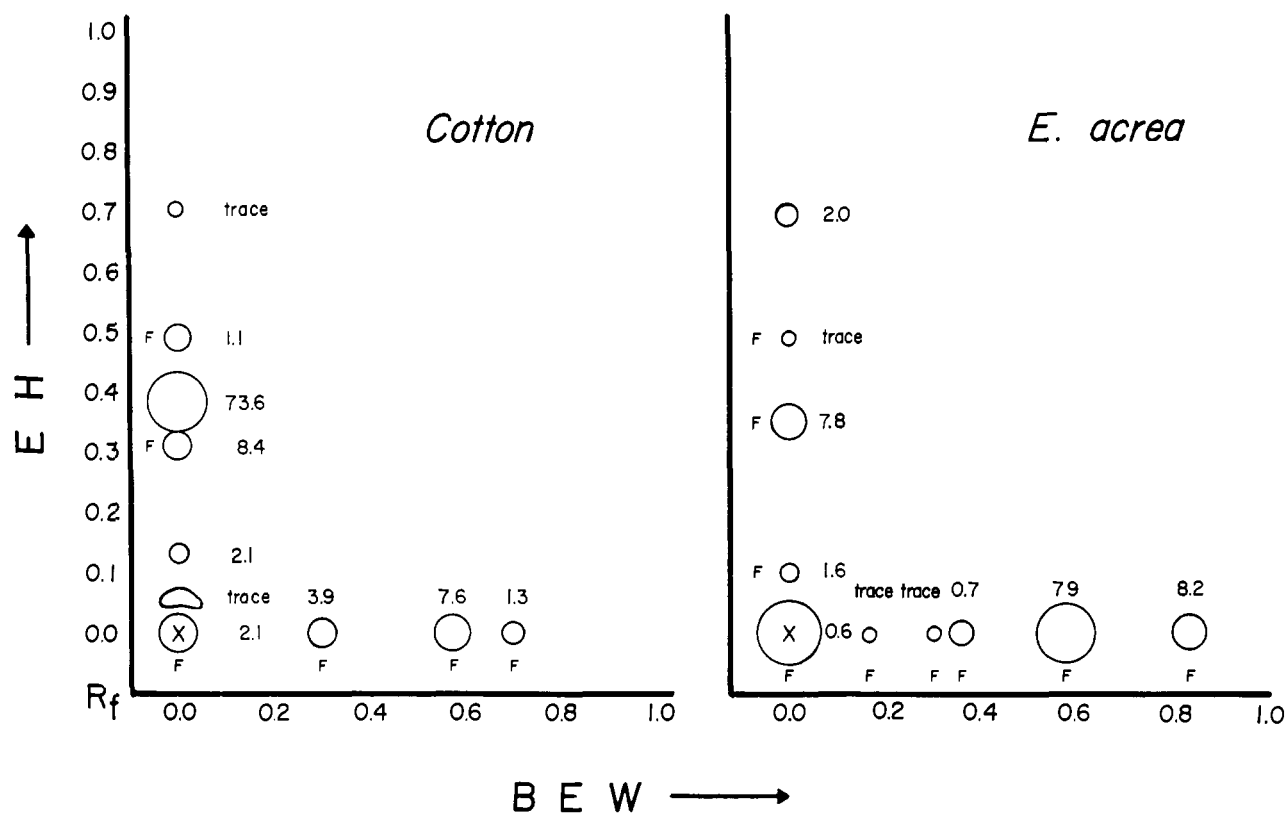 1.0
0.9
0.8
0.7
0.6
0.5
0.4
0.3
0.2
0.1
0.0
Rf
E H
Cotton
trace
F 1.1
73.6
F 8.4
2.1
trace 3.9 7.6 1.3
X 2.1
F F F F
0.0 0.2 0.4 0.6 0.8 1.0
E. acrea
2.0
F trace
F 7.8
F 1.6
trace trace 0.7 79 8.2
X 0.6
F F F F F F
0.0 0.2 0.4 0.6 0.8 1.0
B E W